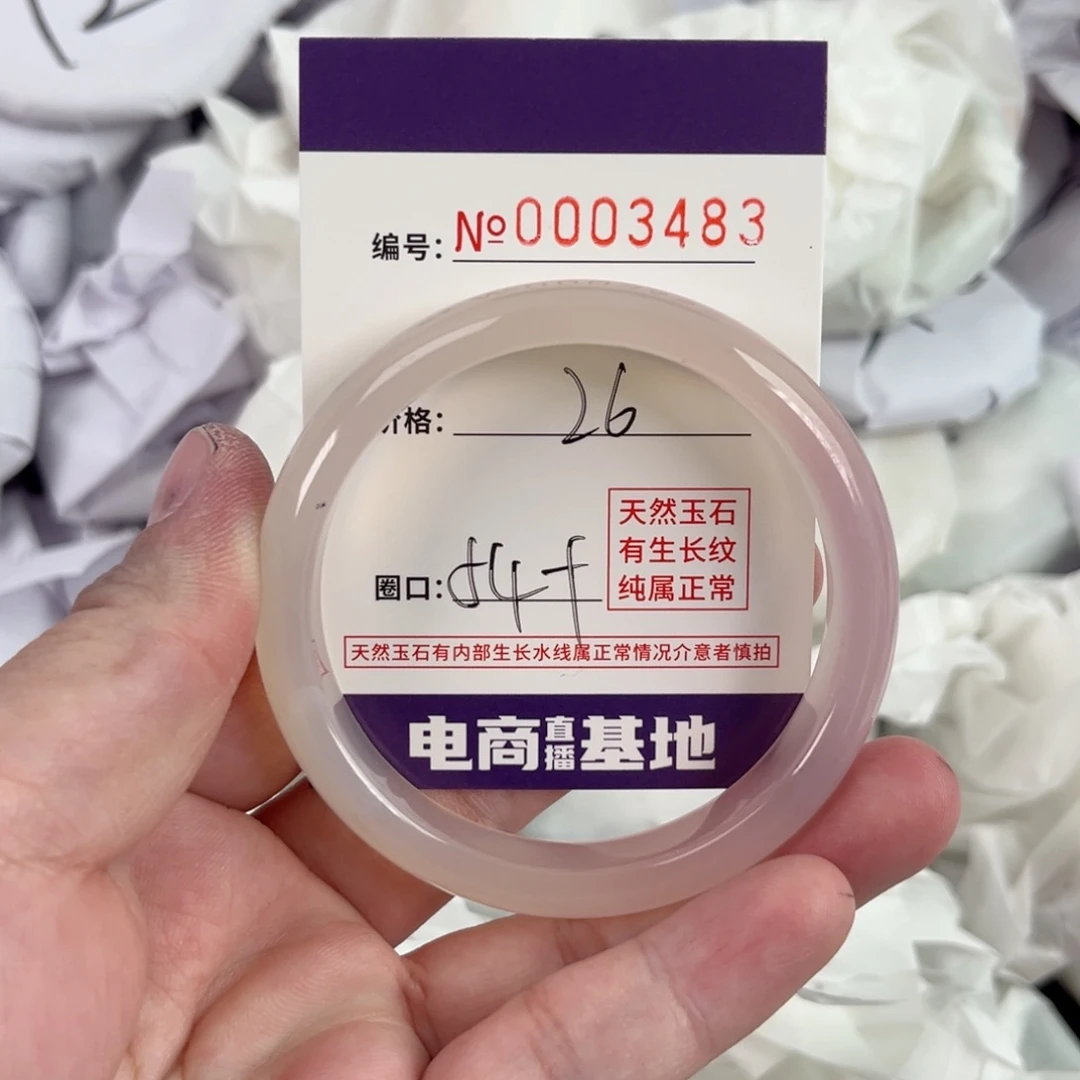 编号: №0003483
价格: 26
天然玉石
有生长纹
纯属正常
圈口: 54+
天然玉石有内部生长水线属正常情况介意者慎拍
电商直播基地